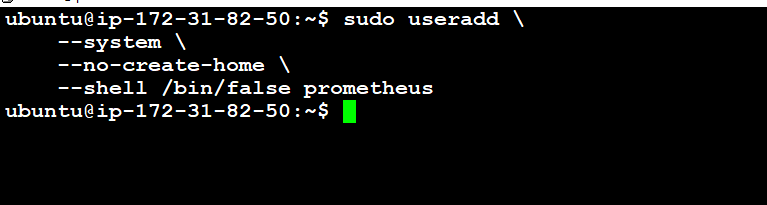 ubuntu@ip-172-31-82-50:~$ sudo useradd \
    --system \
    --no-create-home \
    --shell /bin/false prometheus
ubuntu@ip-172-31-82-50:~$